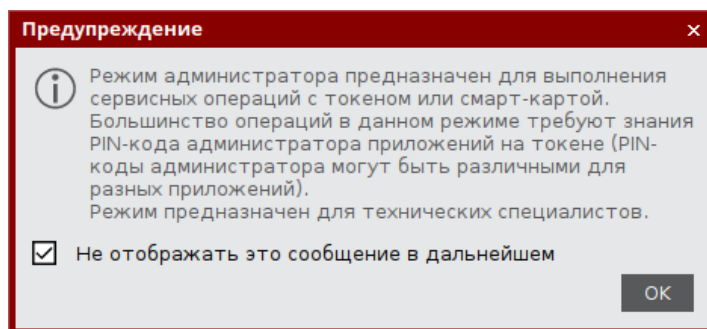 Предупреждение
Режим администратора предназначен для выполнения
сервисных операций с токеном или смарт-картой.
Большинство операций в данном режиме требуют знания
PIN-кода администратора приложений на токене (PIN-
коды администратора могут быть различными для
разных приложений).
Режим предназначен для технических специалистов.
Не отображать это сообщение в дальнейшем
OK